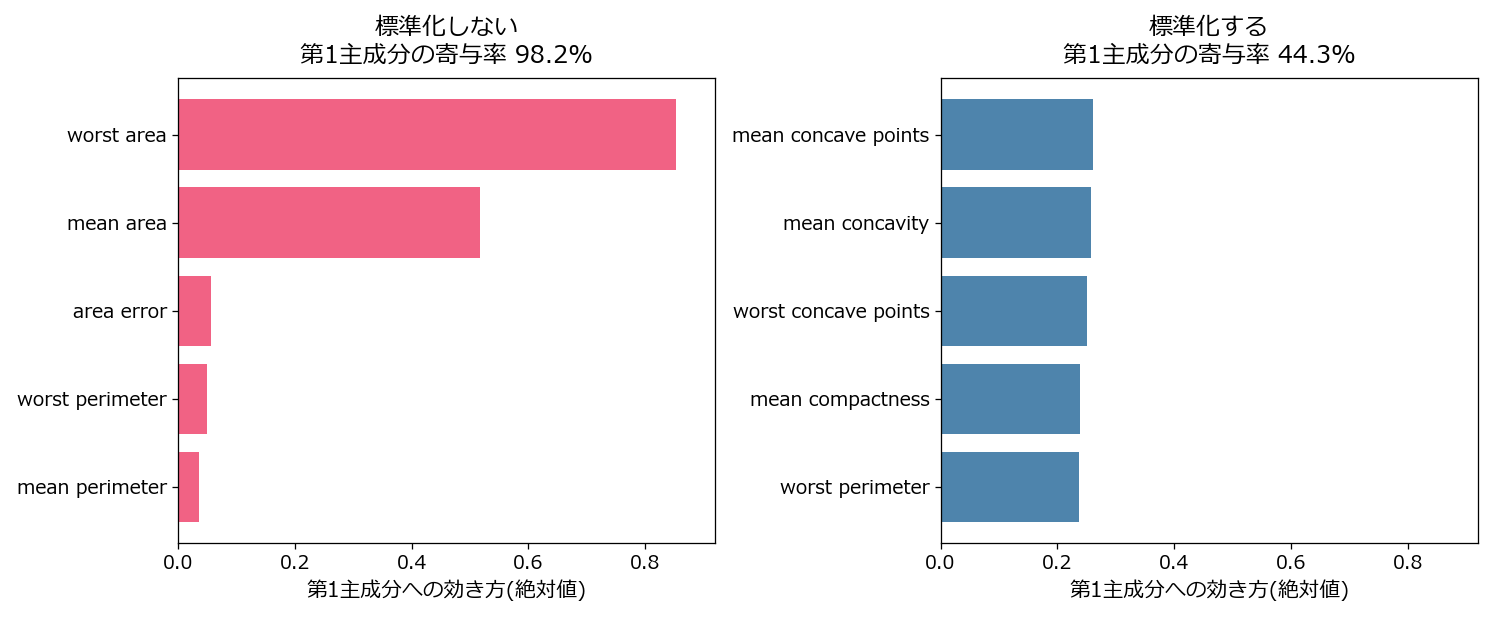 標準化しない
第1主成分の寄与率 98.2%
worst area
mean area
area error
worst perimeter
mean perimeter
0.0 0.2 0.4 0.6 0.8
第1主成分への効き方(絶対値)
標準化する
第1主成分の寄与率 44.3%
mean concave points
mean concavity
worst concave points
mean compactness
worst perimeter
0.0 0.2 0.4 0.6 0.8
第1主成分への効き方(絶対値)